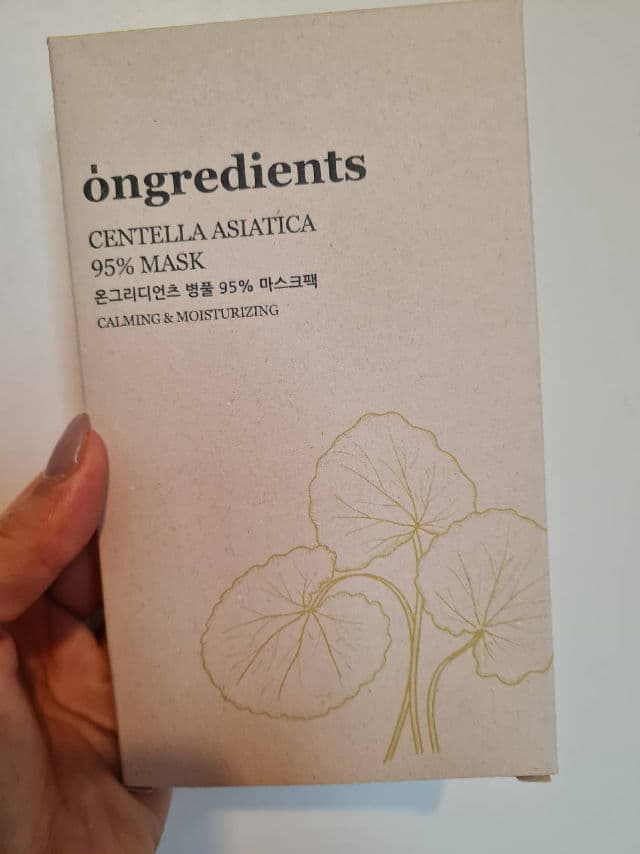 ongredients
CENTELLA ASIATICA
95% MASK
온그리디언츠 병풀 95% 마스크팩
CALMING & MOISTURIZING